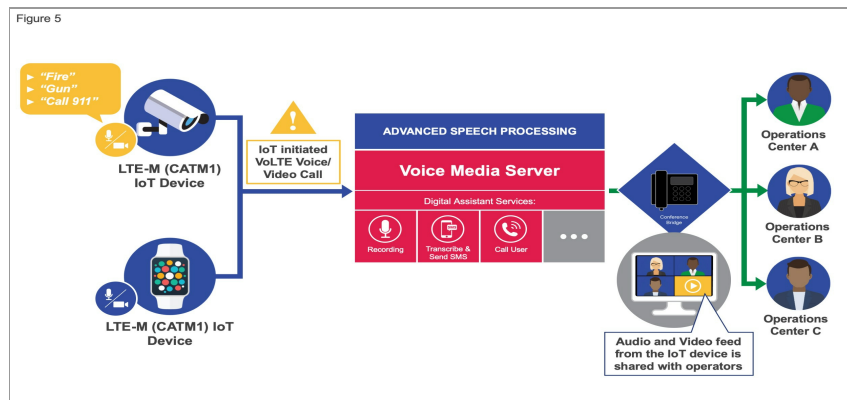 Figure 5
► “Fire”
► “Gun”
► “Call 911”
LTE-M (CATM1)
IoT Device
LTE-M (CATM1) IoT
Device
IoT initiated
VoLTE Voice/
Video Call
ADVANCED SPEECH PROCESSING
Voice Media Server
Digital Assistant Services:
Recording
Transcribe &
Send SMS
Call User
Conference
Bridge
Audio and Video feed
from the IoT device is
shared with operators
Operations
Center A
Operations
Center B
Operations
Center C